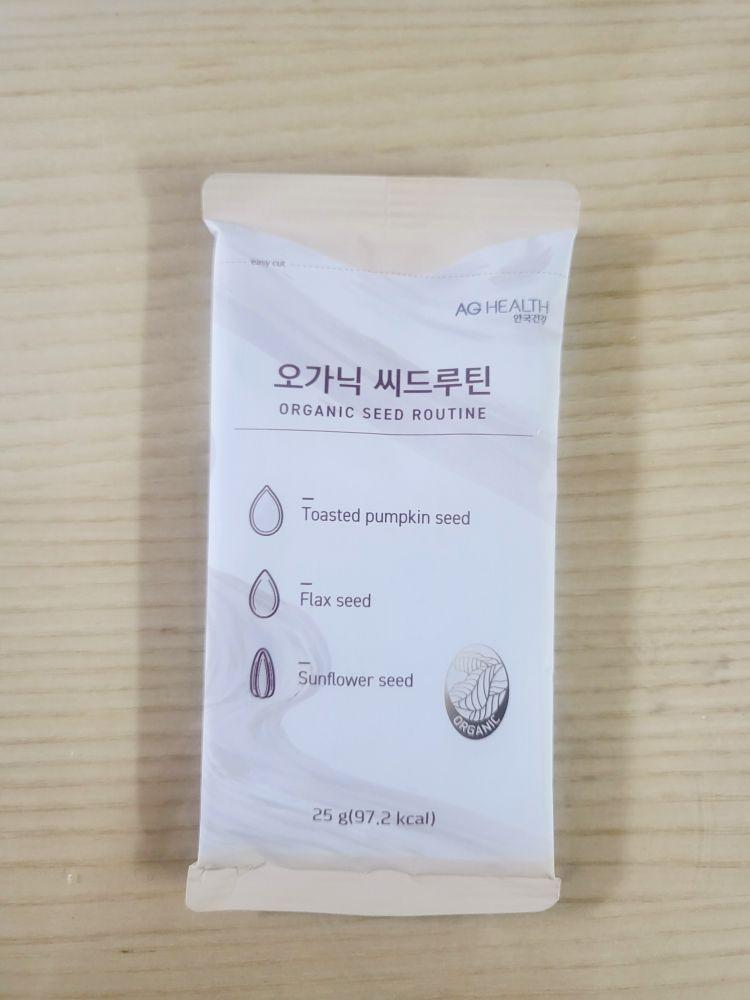 easy cut
AG HEALTH
안국건강
오가닉 씨드루틴
ORGANIC SEED ROUTINE
Toasted pumpkin seed
Flax seed
Sunflower seed
ORGANIC
25 g(97.2 kcal)